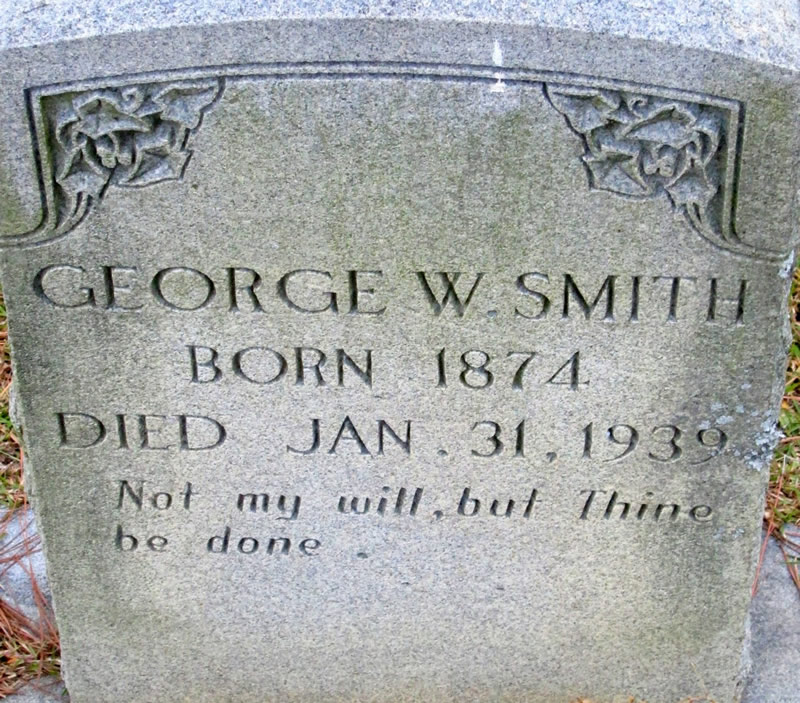 GEORGE W. SMITH
BORN 1874
DIED JAN. 31, 1939
Not my will, but Thine
be done.